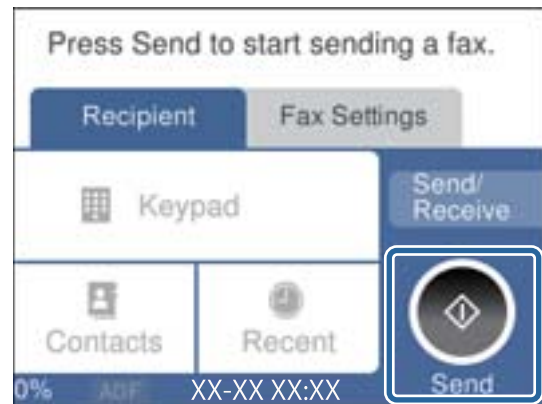 Press Send to start sending a fax.
Recipient
Fax Settings
Keypad
Send/
Receive
Contacts
Recent
Send
0%
ADF
XX-XX XX:XX